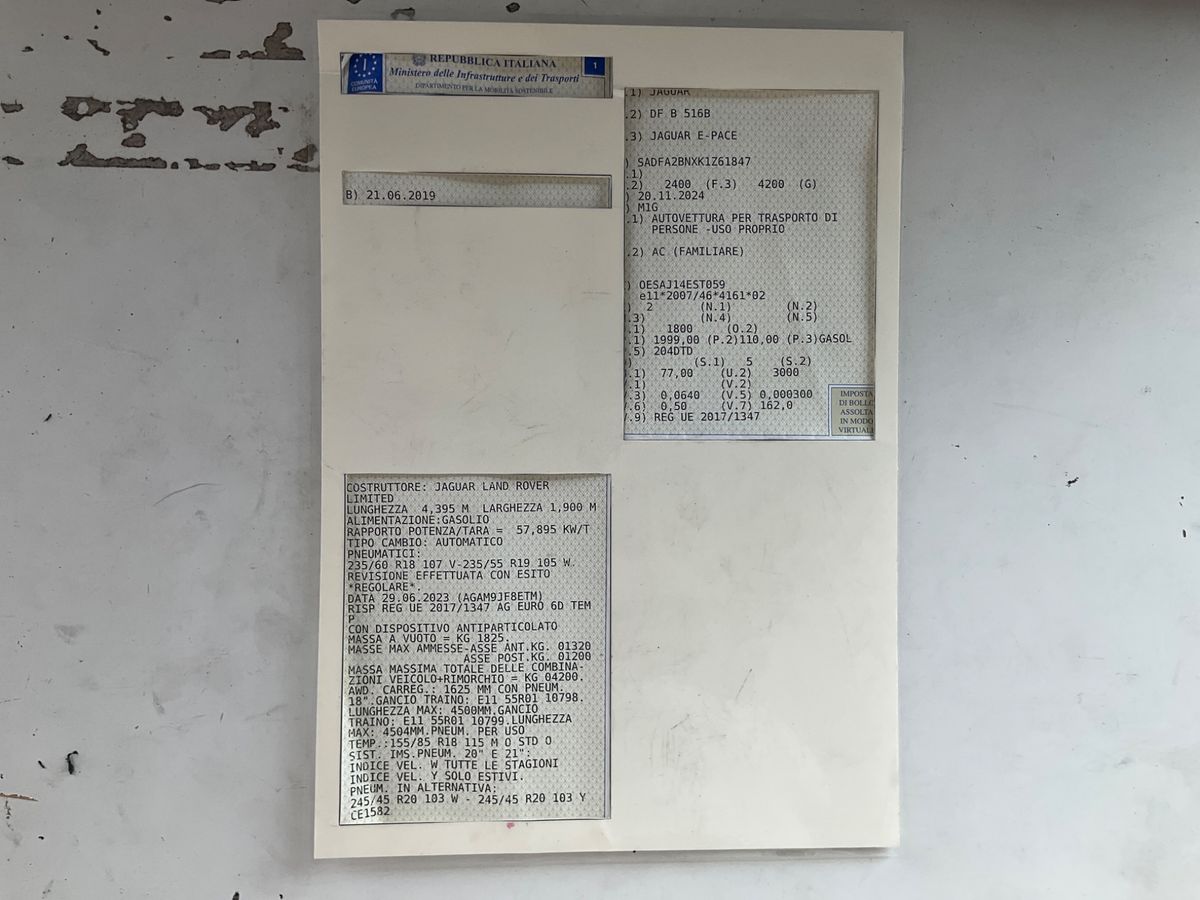 COMUNITÀ
EUROPEA
I
REPUBBLICA ITALIANA
Ministero delle Infrastrutture e dei Trasporti
DIPARTIMENTO PER LA MOBILITÀ SOSTENIBILE
1
B) 21.06.2019
COSTRUTTORE: JAGUAR LAND ROVER
LIMITED
LUNGHEZZA 4,395 M LARGHEZZA 1,900 M
ALIMENTAZIONE:GASOLIO
RAPPORTO POTENZA/TARA = 57,895 KW/T
TIPO CAMBIO: AUTOMATICO
PNEUMATICI:
235/60 R18 107 V-235/55 R19 105 W.
REVISIONE EFFETTUATA CON ESITO
*REGOLARE*.
DATA 29.06.2023 (AGAM9JF8ETM)
RISP REG UE 2017/1347 AG EURO 6D TEM
P
CON DISPOSITIVO ANTIPARTICOLATO
MASSA A VUOTO = KG 1825.
MASSE MAX AMMESSE-ASSE ANT.KG. 01320
ASSE POST.KG. 01200
MASSA MASSIMA TOTALE DELLE COMBINA-
ZIONI VEICOLO+RIMORCHIO = KG 04200.
AWD. CARREG.: 1625 MM CON PNEUM.
18".GANCIO TRAINO: E11 55R01 10798.
LUNGHEZZA MAX: 4500MM.GANCIO
TRAINO: E11 55R01 10799.LUNGHEZZA
MAX: 4504MM.PNEUM. PER USO
TEMP.:155/85 R18 115 M O STD O
SIST. IMS.PNEUM. 20" E 21":
INDICE VEL. W TUTTE LE STAGIONI
INDICE VEL. Y SOLO ESTIVI.
PNEUM. IN ALTERNATIVA:
245/45 R20 103 W - 245/45 R20 103 Y
CE1582
.1) JAGUAR
.2) DF B 516B
.3) JAGUAR E-PACE
) SADFA2BNXK1Z61847
.1)
.2) 2400 (F.3) 4200 (G)
) 20.11.2024
) M1G
.1) AUTOVETTURA PER TRASPORTO DI
PERSONE -USO PROPRIO
.2) AC (FAMILIARE)
) OESAJ14EST059
e11*2007/46*4161*02
) 2 (N.1) (N.2)
.3) (N.4) (N.5)
.1) 1800 (O.2)
.1) 1999,00 (P.2)110,00 (P.3)GASOL
.5) 204DTD
) (S.1) 5 (S.2)
.1) 77,00 (U.2) 3000
.1) (V.2)
.3) 0,0640 (V.5) 0,000300
.6) 0,50 (V.7) 162,0
.9) REG UE 2017/1347
IMPOSTA
DI BOLLO
ASSOLTA
IN MODO
VIRTUALE